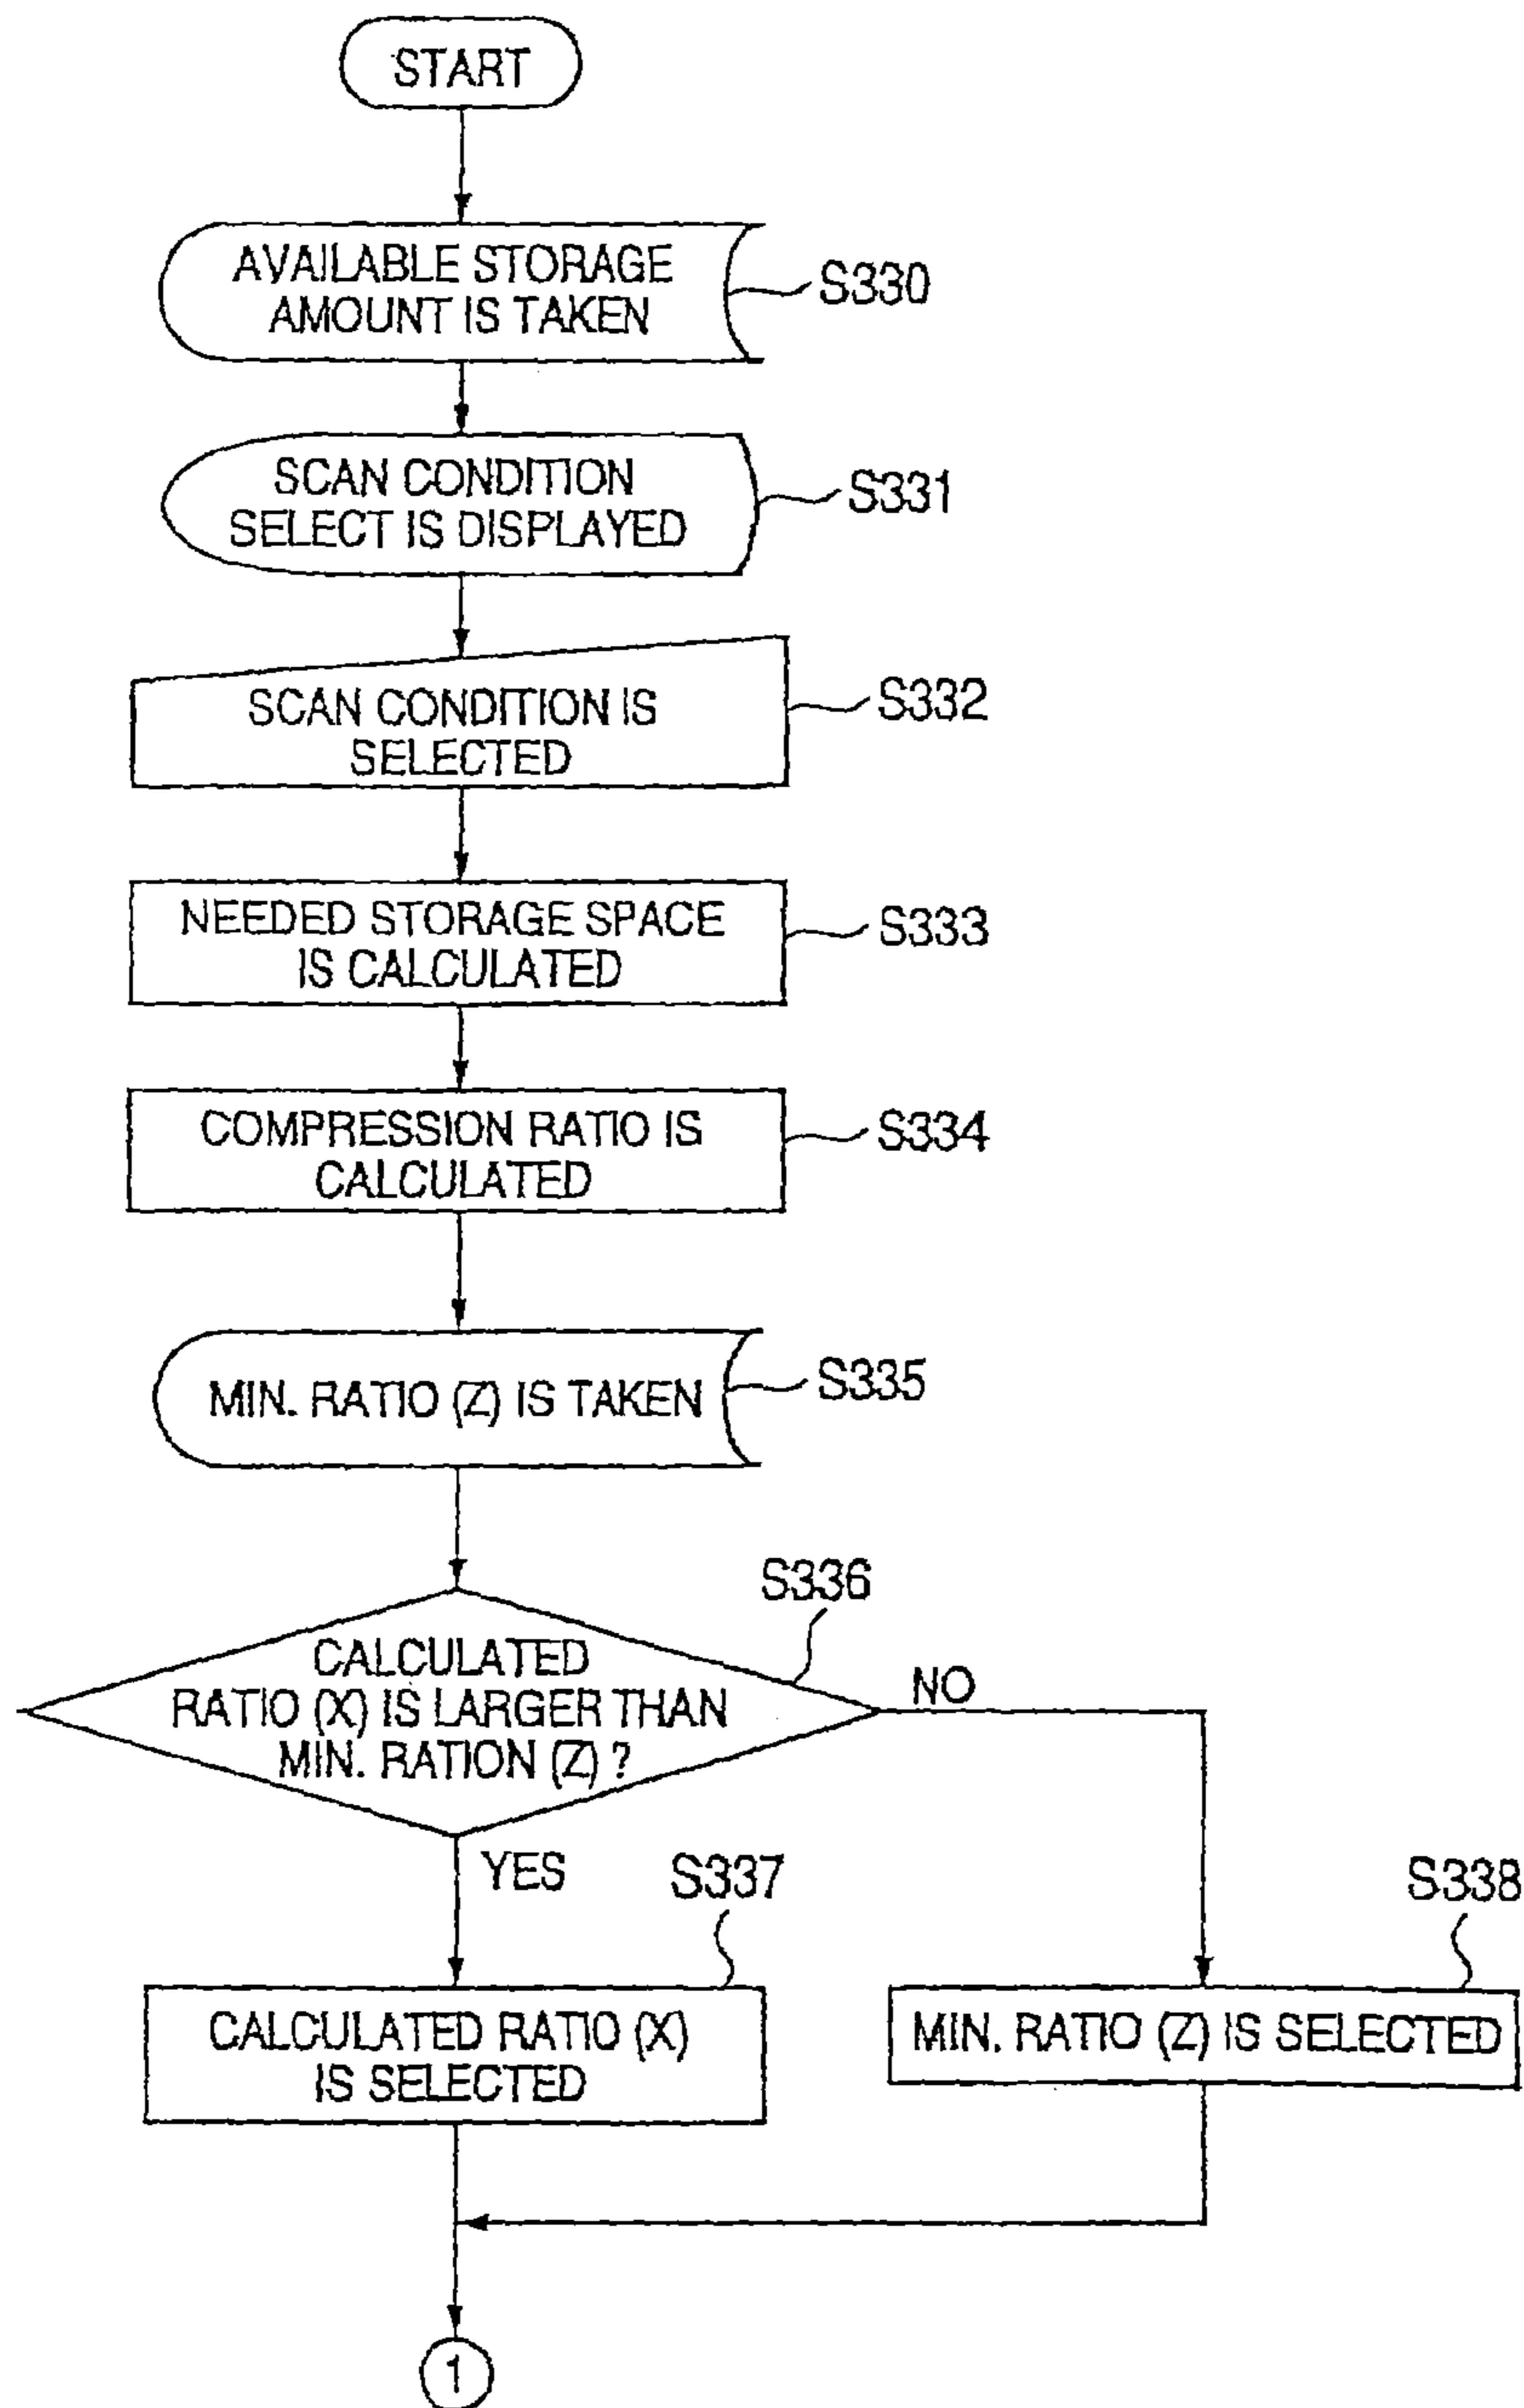 START
AVAILABLE STORAGE
AMOUNT IS TAKEN
S330
SCAN CONDITION
SELECT IS DISPLAYED
S331
SCAN CONDITION IS
SELECTED
S332
NEEDED STORAGE SPACE
IS CALCULATED
S333
COMPRESSION RATIO IS
CALCULATED
S334
MIN. RATIO (Z) IS TAKEN
S335
S336
CALCULATED
RATIO (X) IS LARGER THAN
MIN. RATION (Z) ?
NO
YES
S337
CALCULATED RATIO (X)
IS SELECTED
S338
MIN. RATIO (Z) IS SELECTED
1